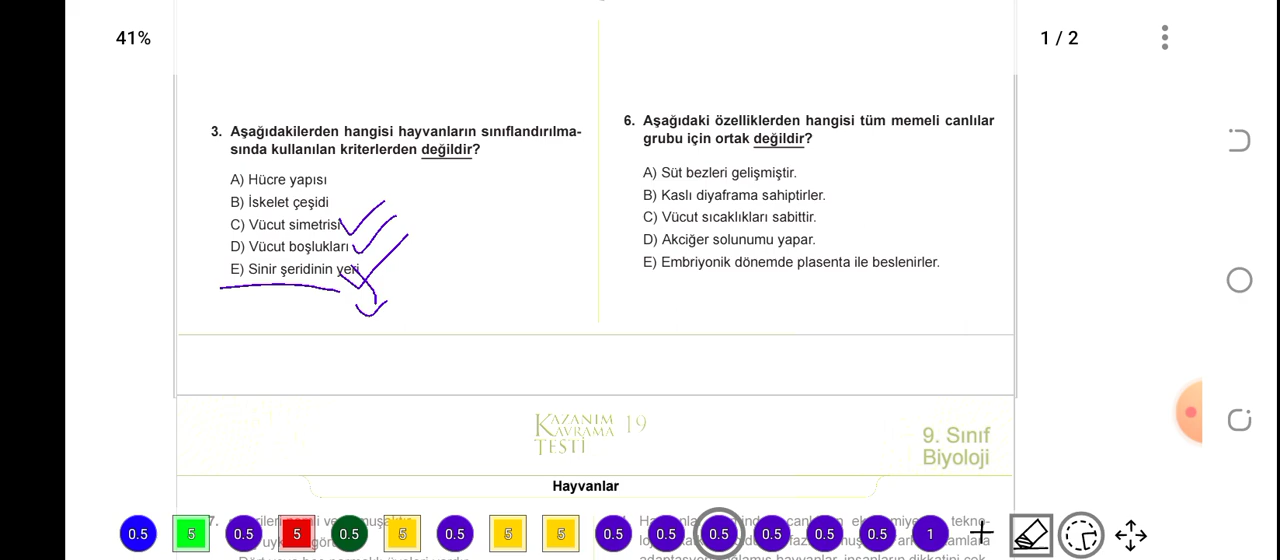 41%
1 / 2
3. Aşağıdakilerden hangisi hayvanların sınıflandırılma-
sında kullanılan kriterlerden değildir?
A) Hücre yapısı
B) İskelet çeşidi
C) Vücut simetrisi
D) Vücut boşlukları
E) Sinir şeridinin yeri
6. Aşağıdaki özelliklerden hangisi tüm memeli canlılar
grubu için ortak değildir?
A) Süt bezleri gelişmiştir.
B) Kaslı diyaframa sahiptirler.
C) Vücut sıcaklıkları sabittir.
D) Akciğer solunumu yapar.
E) Embriyonik dönemde plasenta ile beslenirler.
KAZANIM
KAVRAMA
TESTİ
19
9. Sınıf
Biyoloji
Hayvanlar
7.
tekno-
0.5 5 0.5 5 0.5 5 0.5 5 5 0.5 0.5 0.5 0.5 0.5 0.5 1